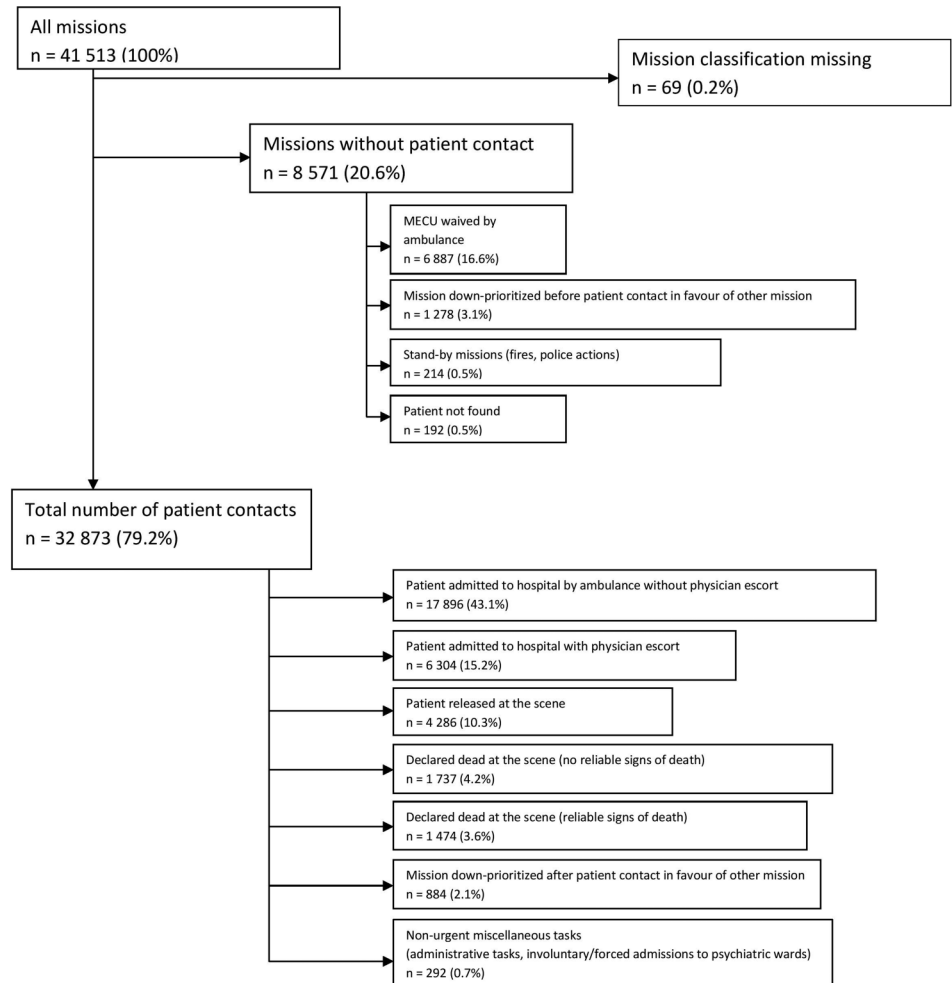 All missions
n = 41 513 (100%)
Mission classification missing
n = 69 (0.2%)
Missions without patient contact
n = 8 571 (20.6%)
MECU waived by
ambulance
n = 6 887 (16.6%)
Mission down-prioritized before patient contact in favour of other mission
n = 1 278 (3.1%)
Stand-by missions (fires, police actions)
n = 214 (0.5%)
Patient not found
n = 192 (0.5%)
Total number of patient contacts
n = 32 873 (79.2%)
Patient admitted to hospital by ambulance without physician escort
n = 17 896 (43.1%)
Patient admitted to hospital with physician escort
n = 6 304 (15.2%)
Patient released at the scene
n = 4 286 (10.3%)
Declared dead at the scene (no reliable signs of death)
n = 1 737 (4.2%)
Declared dead at the scene (reliable signs of death)
n = 1 474 (3.6%)
Mission down-prioritized after patient contact in favour of other mission
n = 884 (2.1%)
Non-urgent miscellaneous tasks
(administrative tasks, involuntary/forced admissions to psychiatric wards)
n = 292 (0.7%)